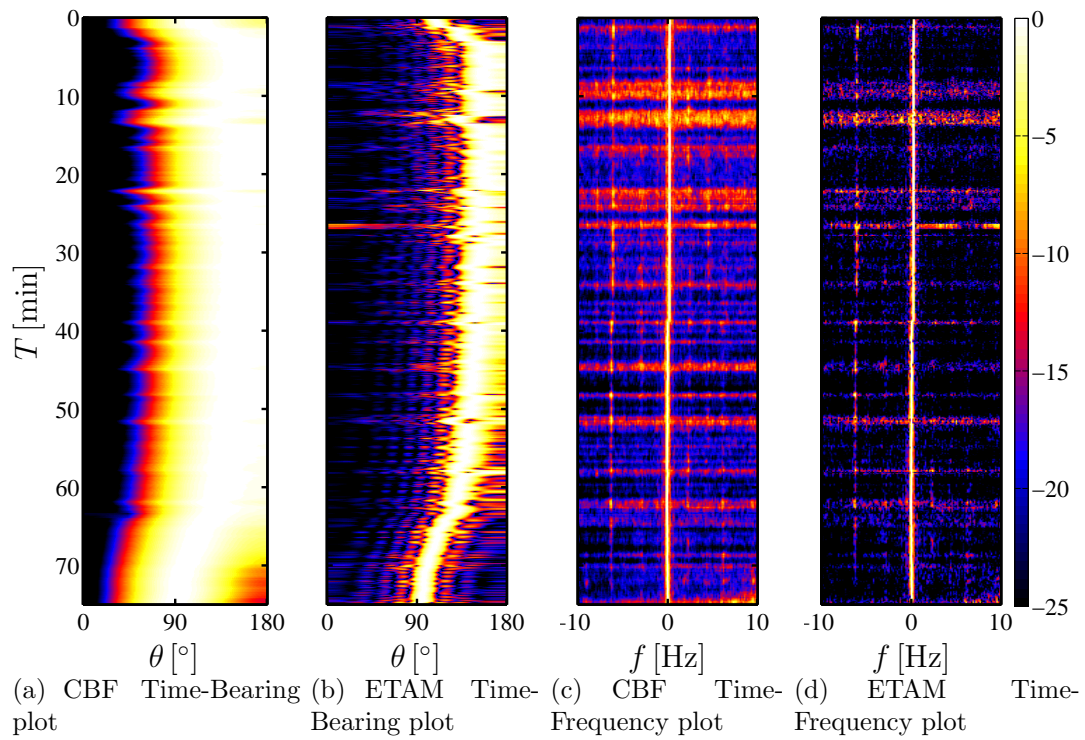 0
10
20
30
40
50
60
70
T [min]
0 90 180
θ [°]
0 90 180
θ [°]
-10 0 10
f [Hz]
-10 0 10
f [Hz]
0
−5
−10
−15
−20
−25
(a) CBF Time-Bearing
plot
(b) ETAM Time-
Bearing plot
(c) CBF Time-
Frequency plot
(d) ETAM Time-
Frequency plot